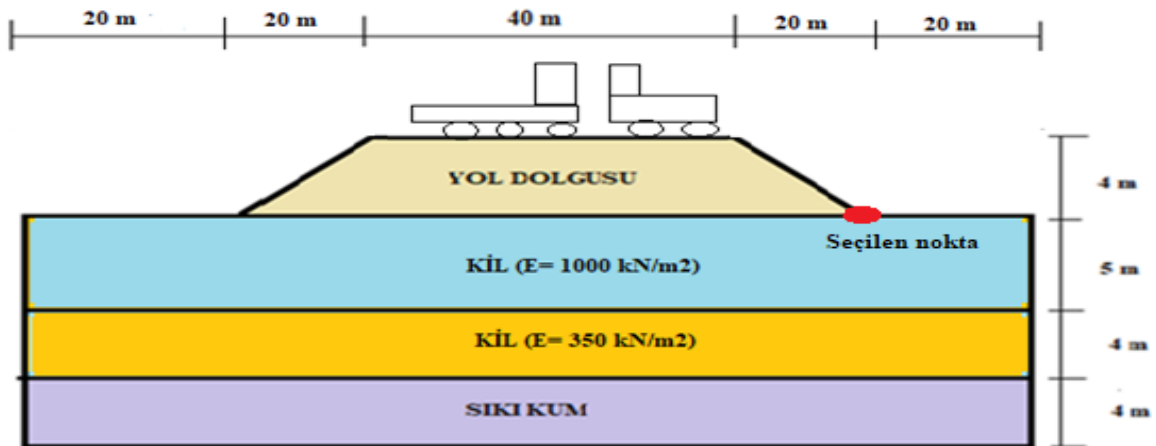 20 m 20 m 40 m 20 m 20 m
YOL DOLGUSU
4 m
Seçilen nokta
KİL (E= 1000 kN/m2)
5 m
KİL (E= 350 kN/m2)
4 m
SIKI KUM
4 m